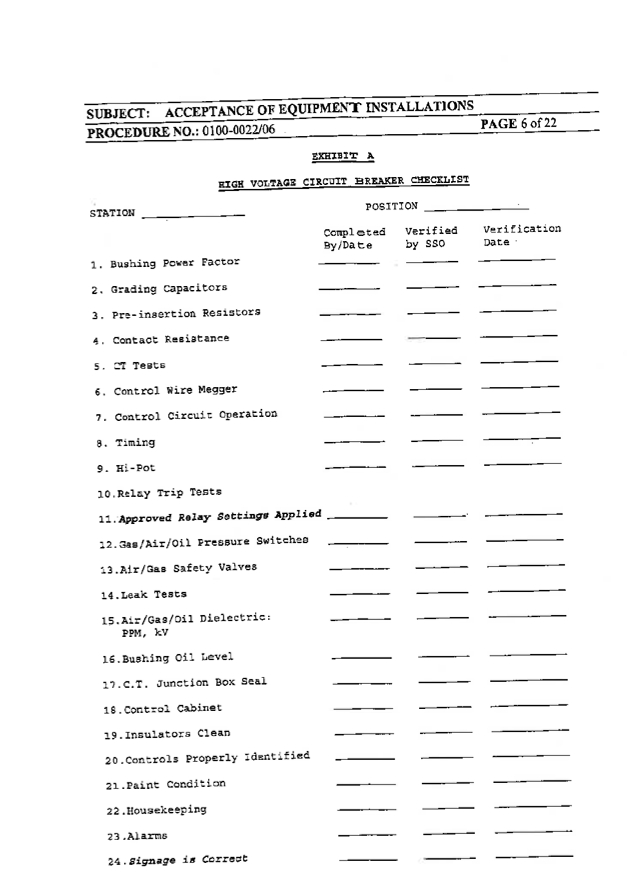 SUBJECT: ACCEPTANCE OF EQUIPMENT INSTALLATIONS
PROCEDURE NO.: 0100-0022/06 PAGE 6 of 22
EXHIBIT A
HIGH VOLTAGE CIRCUIT BREAKER CHECKLIST
STATION POSITION
Completed By/Date Verified by SSO Verification Date
1. Bushing Power Factor
2. Grading Capacitors
3. Pre-insertion Resistors
4. Contact Resistance
5. CT Tests
6. Control Wire Megger
7. Control Circuit Operation
8. Timing
9. Hi-Pot
10.Relay Trip Tests
11.Approved Relay Settings Applied
12.Gas/Air/Oil Pressure Switches
13.Air/Gas Safety Valves
14.Leak Tests
15.Air/Gas/Oil Dielectric:
PPM, kV
16.Bushing Oil Level
17.C.T. Junction Box Seal
18.Control Cabinet
19.Insulators Clean
20.Controls Properly Identified
21.Paint Condition
22.Housekeeping
23.Alarms
24.Signage is Correct